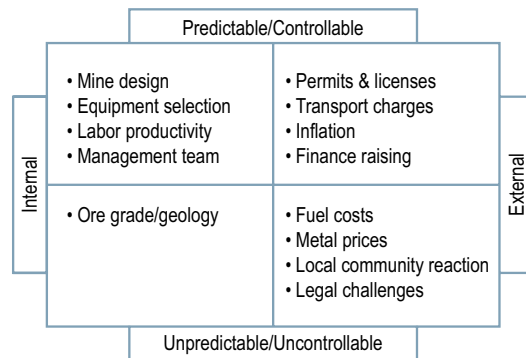 Predictable/Controllable
• Mine design
• Equipment selection
• Labor productivity
• Management team
• Permits & licenses
• Transport charges
• Inflation
• Finance raising
Internal
External
• Ore grade/geology
• Fuel costs
• Metal prices
• Local community reaction
• Legal challenges
Unpredictable/Uncontrollable